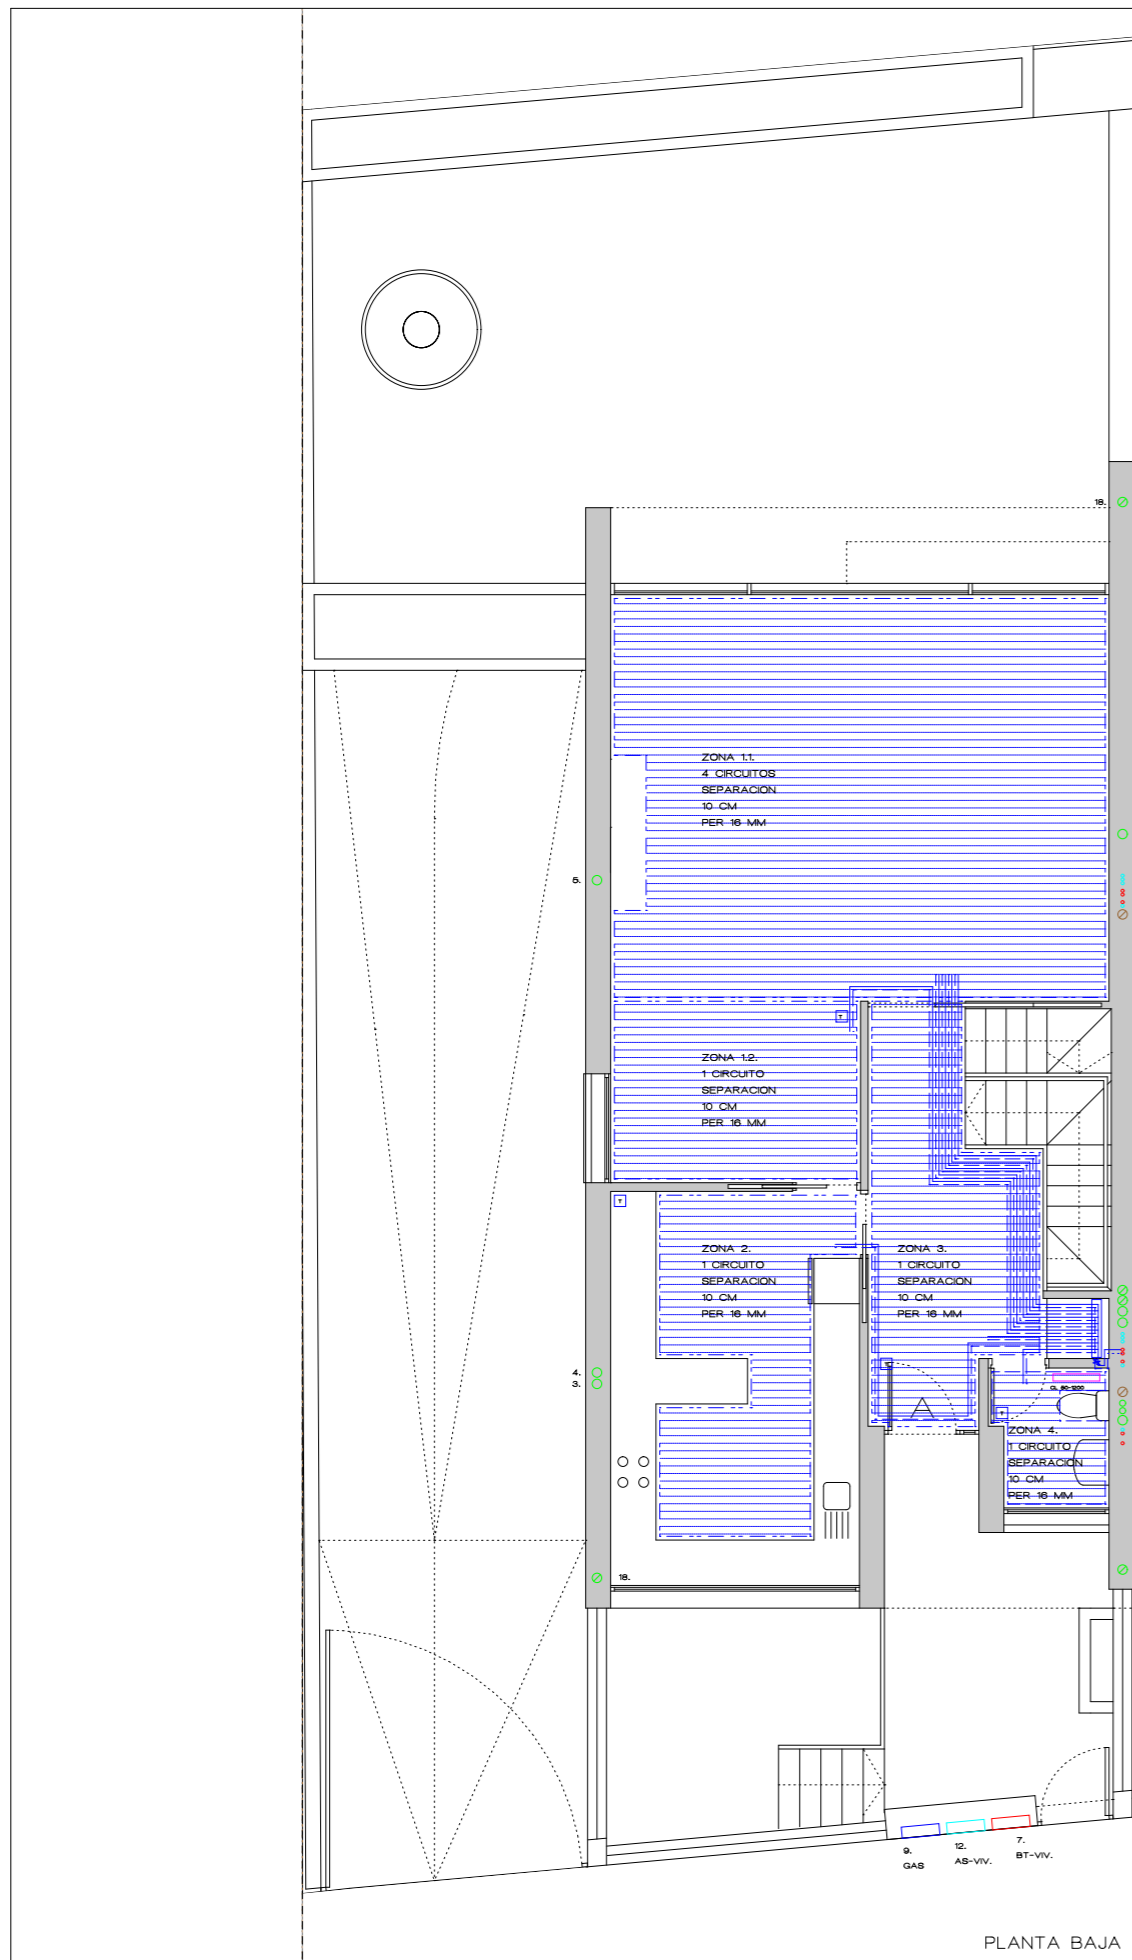 18.
ZONA 1.1.
4 CIRCUITOS
SEPARACION
10 CM
PER 16 MM
5.
T
ZONA 1.2.
1 CIRCUITO
SEPARACION
10 CM
PER 16 MM
T
ZONA 2.
1 CIRCUITO
SEPARACION
10 CM
PER 16 MM
ZONA 3.
1 CIRCUITO
SEPARACION
10 CM
PER 16 MM
4.
3.
T
A
T
ZONA 4.
1 CIRCUITO
SEPARACION
10 CM
PER 16 MM
18.
9.
GAS
12.
AS-VIV.
7.
BT-VIV.
PLANTA BAJA